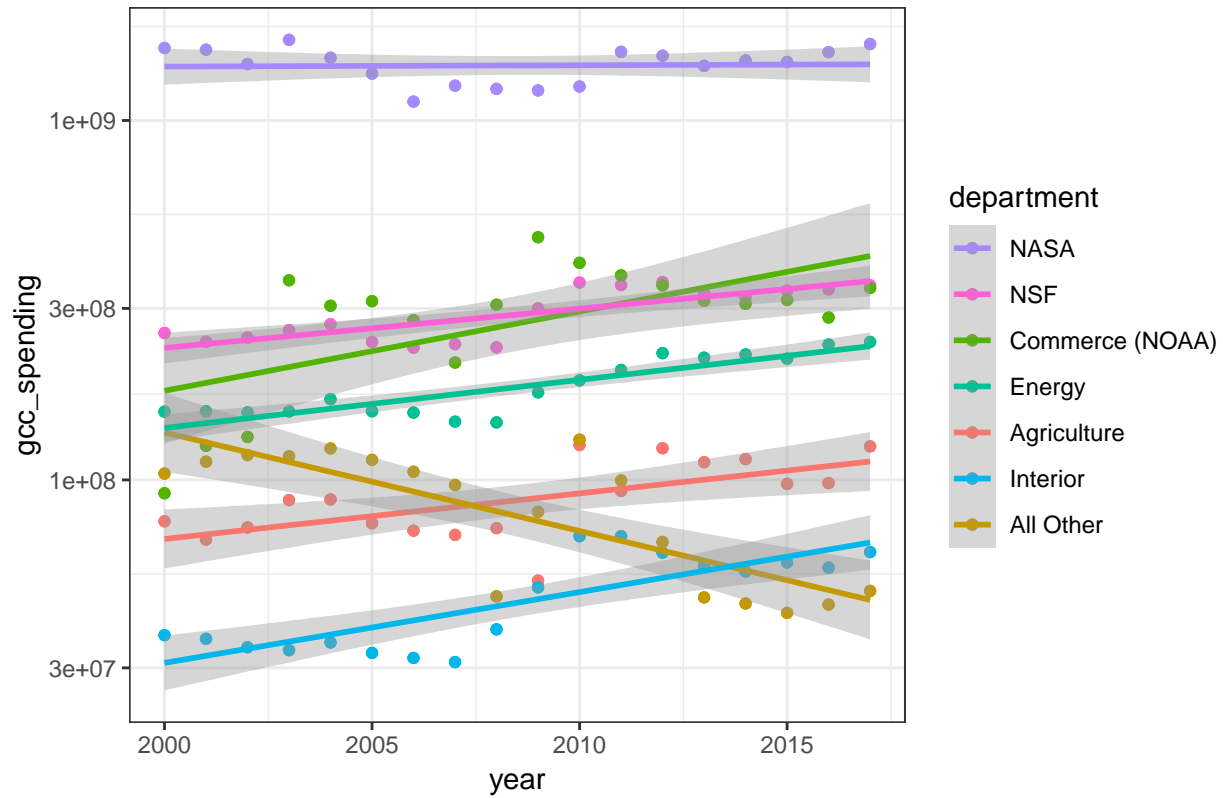 1e+09
3e+08
1e+08
3e+07
gcc_spending
2000 2005 2010 2015
year
department
NASA
NSF
Commerce (NOAA)
Energy
Agriculture
Interior
All Other